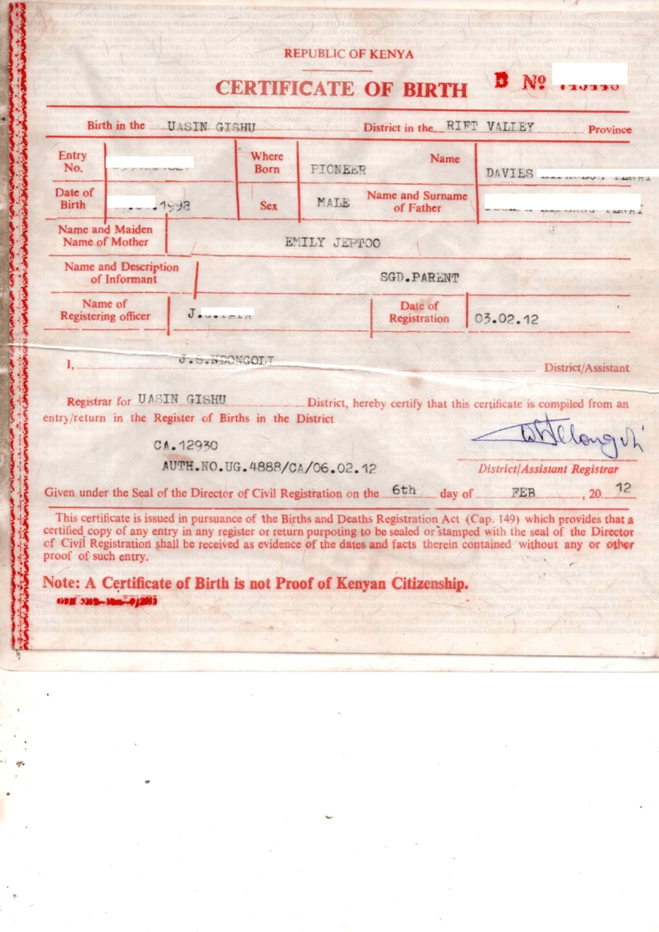 REPUBLIC OF KENYA
CERTIFICATE OF BIRTH B Nº
Birth in the UASIN GISHU District in the RIFT VALLEY Province
Entry No. Where Born PIONEER Name DAVIES
Date of Birth 1998 Sex MALE Name and Surname of Father
Name and Maiden Name of Mother EMILY JEPTOO
Name and Description of Informant SGD.PARENT
Name of Registering officer J. Date of Registration 03.02.12
I, District/Assistant
Registrar for UASIN GISHU District, hereby certify that this certificate is compiled from an
entry/return in the Register of Births in the District
CA.12930
AUTH.NO.UG.4888/CA/06.02.12
District/Assistant Registrar
Given under the Seal of the Director of Civil Registration on the 6th day of FEB , 20 12
This certificate is issued in pursuance of the Births and Deaths Registration Act (Cap. 149) which provides that a
certified copy of any entry in any register or return purpoting to be sealed or stamped with the seal of the Director
of Civil Registration shall be received as evidence of the dates and facts therein contained without any or other
proof of such entry.
Note: A Certificate of Birth is not Proof of Kenyan Citizenship.